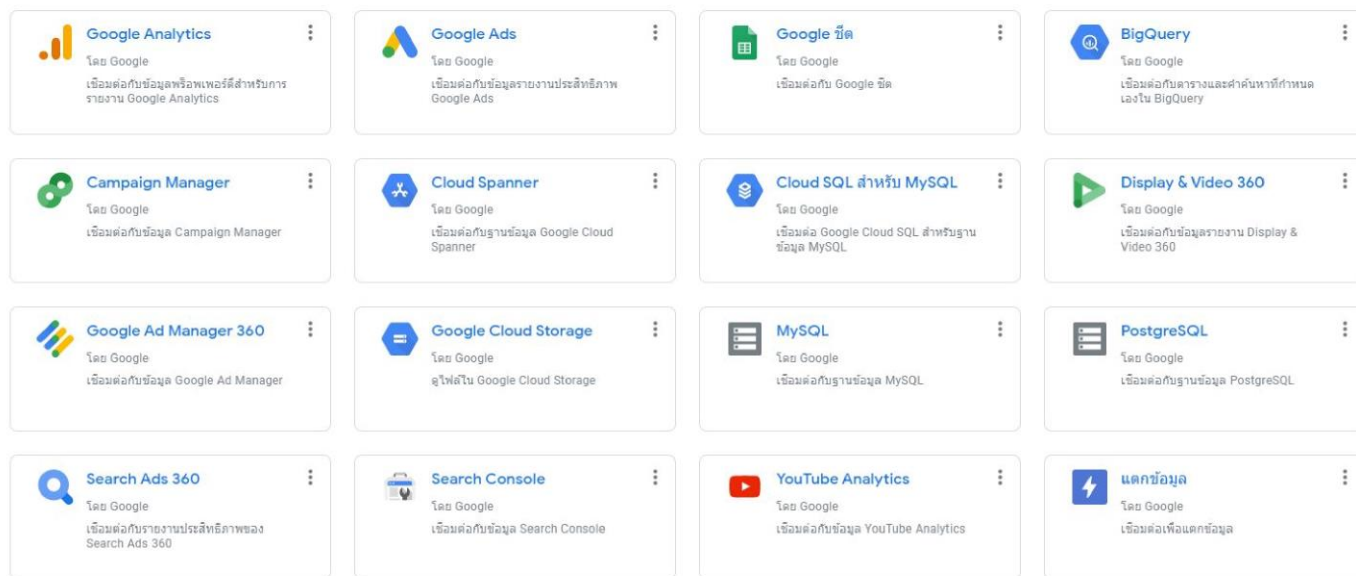 Google Analytics
โดย Google
เชื่อมต่อกับข้อมูลพร็อพเพอร์ตี้สำหรับการ
รายงาน Google Analytics
Google Ads
โดย Google
เชื่อมต่อกับข้อมูลรายงานประสิทธิภาพ
Google Ads
Google ชีต
โดย Google
เชื่อมต่อกับ Google ชีต
BigQuery
โดย Google
เชื่อมต่อกับตารางและคำค้นหาที่กำหนด
เองใน BigQuery
Campaign Manager
โดย Google
เชื่อมต่อกับข้อมูล Campaign Manager
Cloud Spanner
โดย Google
เชื่อมต่อกับฐานข้อมูล Google Cloud
Spanner
Cloud SQL สำหรับ MySQL
โดย Google
เชื่อมต่อ Google Cloud SQL สำหรับฐาน
ข้อมูล MySQL
Display & Video 360
โดย Google
เชื่อมต่อกับข้อมูลรายงาน Display &
Video 360
Google Ad Manager 360
โดย Google
เชื่อมต่อกับข้อมูล Google Ad Manager
Google Cloud Storage
โดย Google
ดูไฟล์ใน Google Cloud Storage
MySQL
โดย Google
เชื่อมต่อกับฐานข้อมูล MySQL
PostgreSQL
โดย Google
เชื่อมต่อกับฐานข้อมูล PostgreSQL
Search Ads 360
โดย Google
เชื่อมต่อกับรายงานประสิทธิภาพของ
Search Ads 360
Search Console
โดย Google
เชื่อมต่อกับข้อมูล Search Console
YouTube Analytics
โดย Google
เชื่อมต่อกับข้อมูล YouTube Analytics
แตกข้อมูล
โดย Google
เชื่อมต่อเพื่อแตกข้อมูล